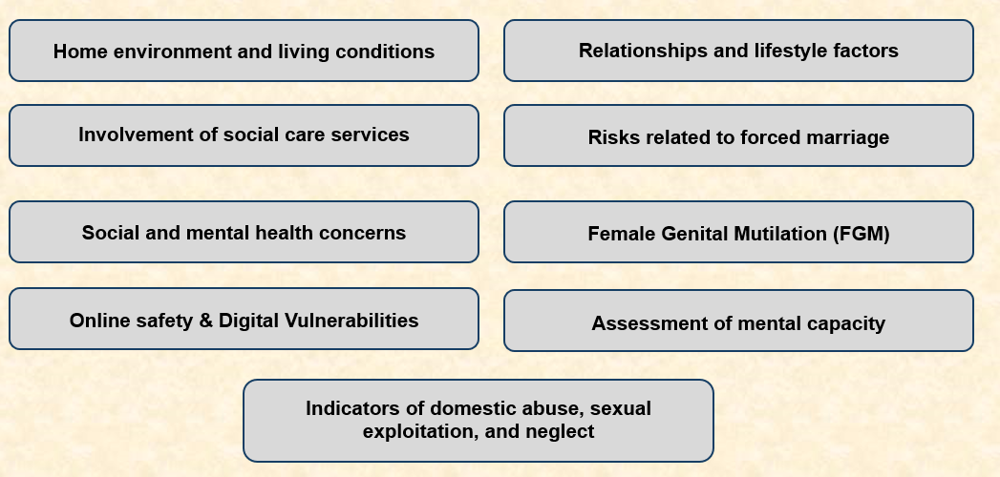 Home environment and living conditions
Relationships and lifestyle factors
Involvement of social care services
Risks related to forced marriage
Social and mental health concerns
Female Genital Mutilation (FGM)
Online safety & Digital Vulnerabilities
Assessment of mental capacity
Indicators of domestic abuse, sexual
exploitation, and neglect